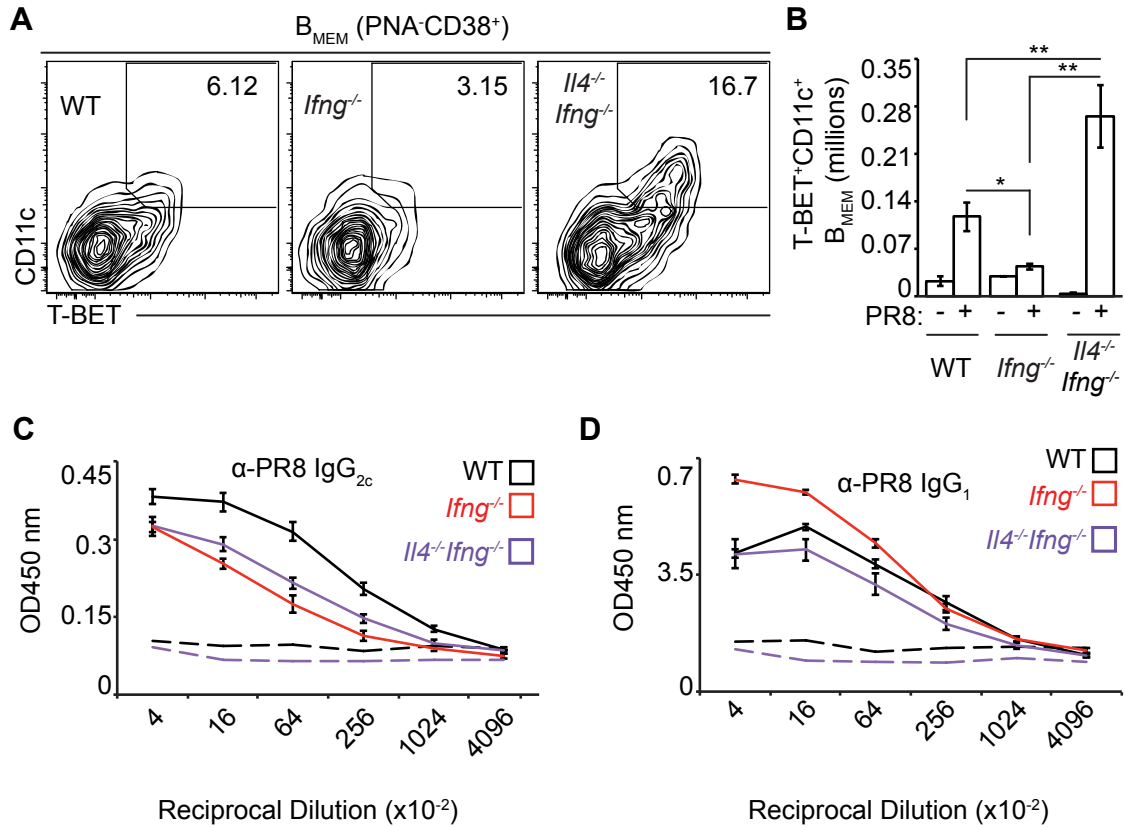 A
B_MEM (PNA⁻CD38⁺)
WT
6.12
Ifng⁻/⁻
3.15
Il4⁻/⁻
Ifng⁻/⁻
16.7
CD11c
T-BET
B
T-BET⁺CD11c⁺
B_MEM (millions)
0.35
0.28
0.21
0.14
0.07
0
**
**
*
PR8: - + - + - +
WT
Ifng⁻/⁻
Il4⁻/⁻
Ifng⁻/⁻
C
α-PR8 IgG₂c
WT
Ifng⁻/⁻
Il4⁻/⁻Ifng⁻/⁻
OD450 nm
0.45
0.3
0.15
0
4 16 64 256 1024 4096
Reciprocal Dilution (x10⁻²)
D
α-PR8 IgG₁
WT
Ifng⁻/⁻
Il4⁻/⁻Ifng⁻/⁻
OD450 nm
0.7
3.5
0
4 16 64 256 1024 4096
Reciprocal Dilution (x10⁻²)